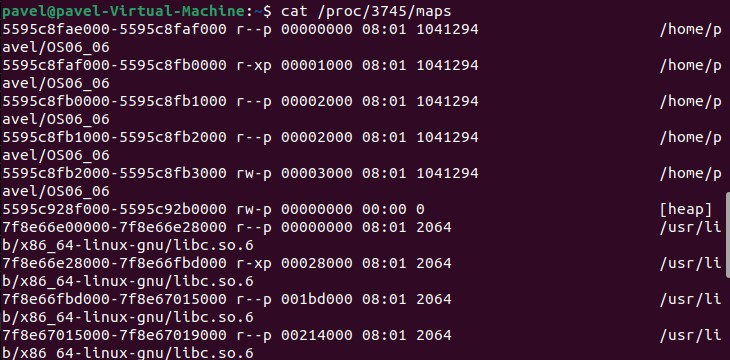 pavel@pavel-Virtual-Machine:~$ cat /proc/3745/maps
5595c8fae000-5595c8faf000 r--p 00000000 08:01 1041294                    /home/p
avel/OS06_06
5595c8faf000-5595c8fb0000 r-xp 00001000 08:01 1041294                    /home/p
avel/OS06_06
5595c8fb0000-5595c8fb1000 r--p 00002000 08:01 1041294                    /home/p
avel/OS06_06
5595c8fb1000-5595c8fb2000 r--p 00002000 08:01 1041294                    /home/p
avel/OS06_06
5595c8fb2000-5595c8fb3000 rw-p 00003000 08:01 1041294                    /home/p
avel/OS06_06
5595c928f000-5595c92b0000 rw-p 00000000 00:00 0                          [heap]
7f8e66e00000-7f8e66e28000 r--p 00000000 08:01 2064                       /usr/li
b/x86_64-linux-gnu/libc.so.6
7f8e66e28000-7f8e66fbd000 r-xp 00028000 08:01 2064                       /usr/li
b/x86_64-linux-gnu/libc.so.6
7f8e66fbd000-7f8e67015000 r--p 001bd000 08:01 2064                       /usr/li
b/x86_64-linux-gnu/libc.so.6
7f8e67015000-7f8e67019000 r--p 00214000 08:01 2064                       /usr/li
b/x86_64-linux-gnu/libc.so.6